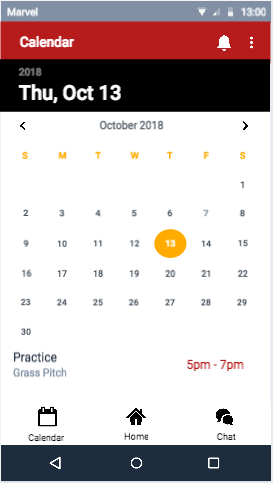 Marvel 13:00
Calendar
2018
Thu, Oct 13
October 2018
S M T W T F S
1
2 3 4 5 6 7 8
9 10 11 12 13 14 15
16 17 18 19 20 21 22
23 24 25 26 27 28 29
30
Practice
Grass Pitch
5pm - 7pm
Calendar Home Chat